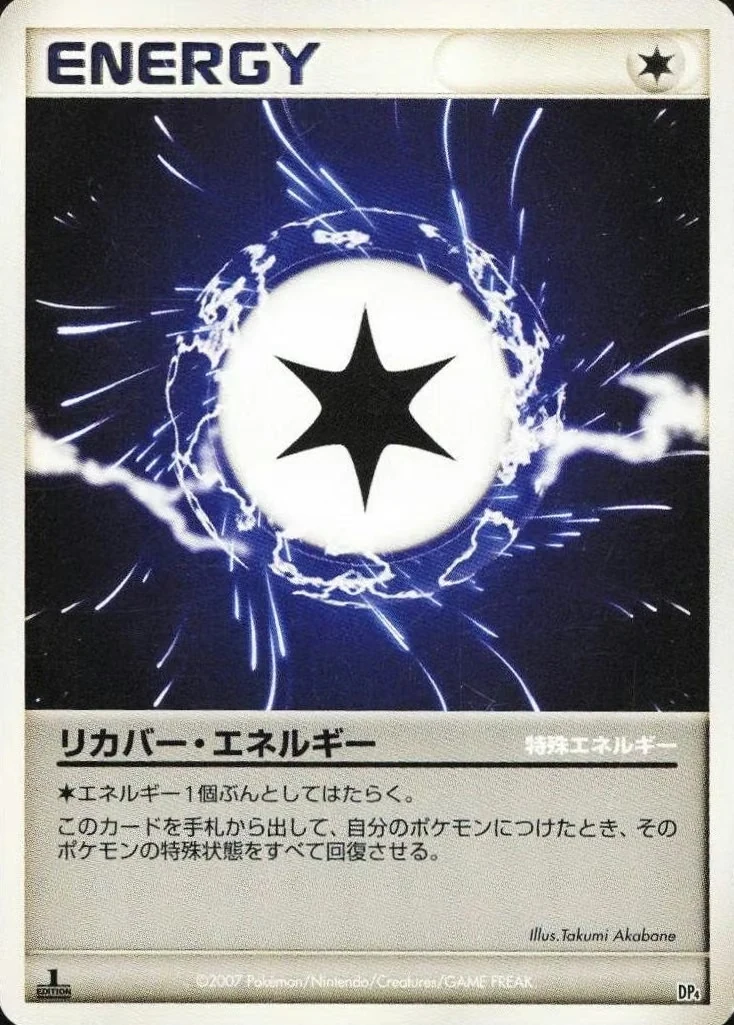 ENERGY
リカバー・エネルギー
特殊エネルギー
✶エネルギー1個ぶんとしてはたらく。
このカードを手札から出して、自分のポケモンにつけたとき、その
ポケモンの特殊状態をすべて回復させる。
Illus.Takumi Akabane
1
EDITION
©2007 Pokémon/Nintendo/Creatures/GAME FREAK.
DP4